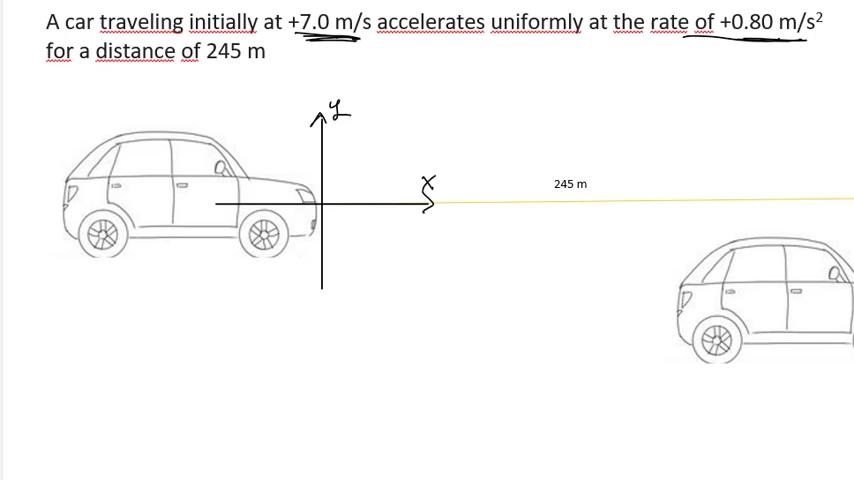 A car traveling initially at +7.0 m/s accelerates uniformly at the rate of +0.80 m/s²
for a distance of 245 m
y
x
245 m